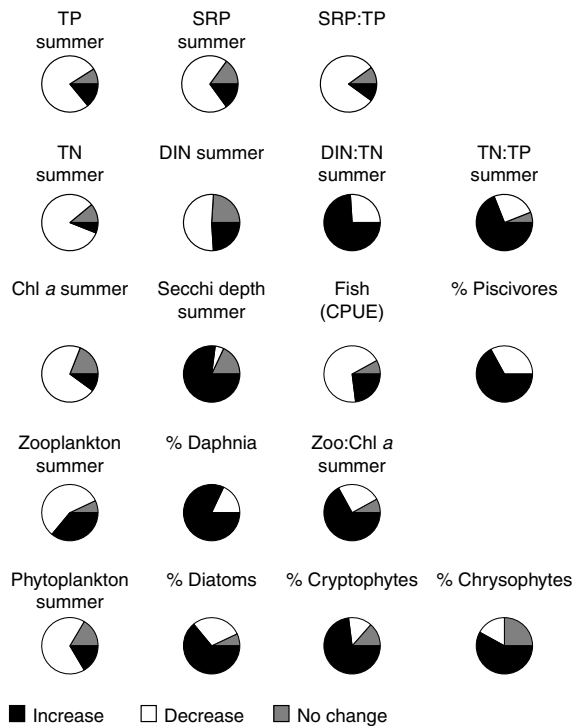 TP
summer
SRP
summer
SRP:TP
TN
summer
DIN summer
DIN:TN
summer
TN:TP
summer
Chl a summer
Secchi depth
summer
Fish
(CPUE)
% Piscivores
Zooplankton
summer
% Daphnia
Zoo:Chl a
summer
Phytoplankton
summer
% Diatoms
% Cryptophytes
% Chrysophytes
Increase
Decrease
No change